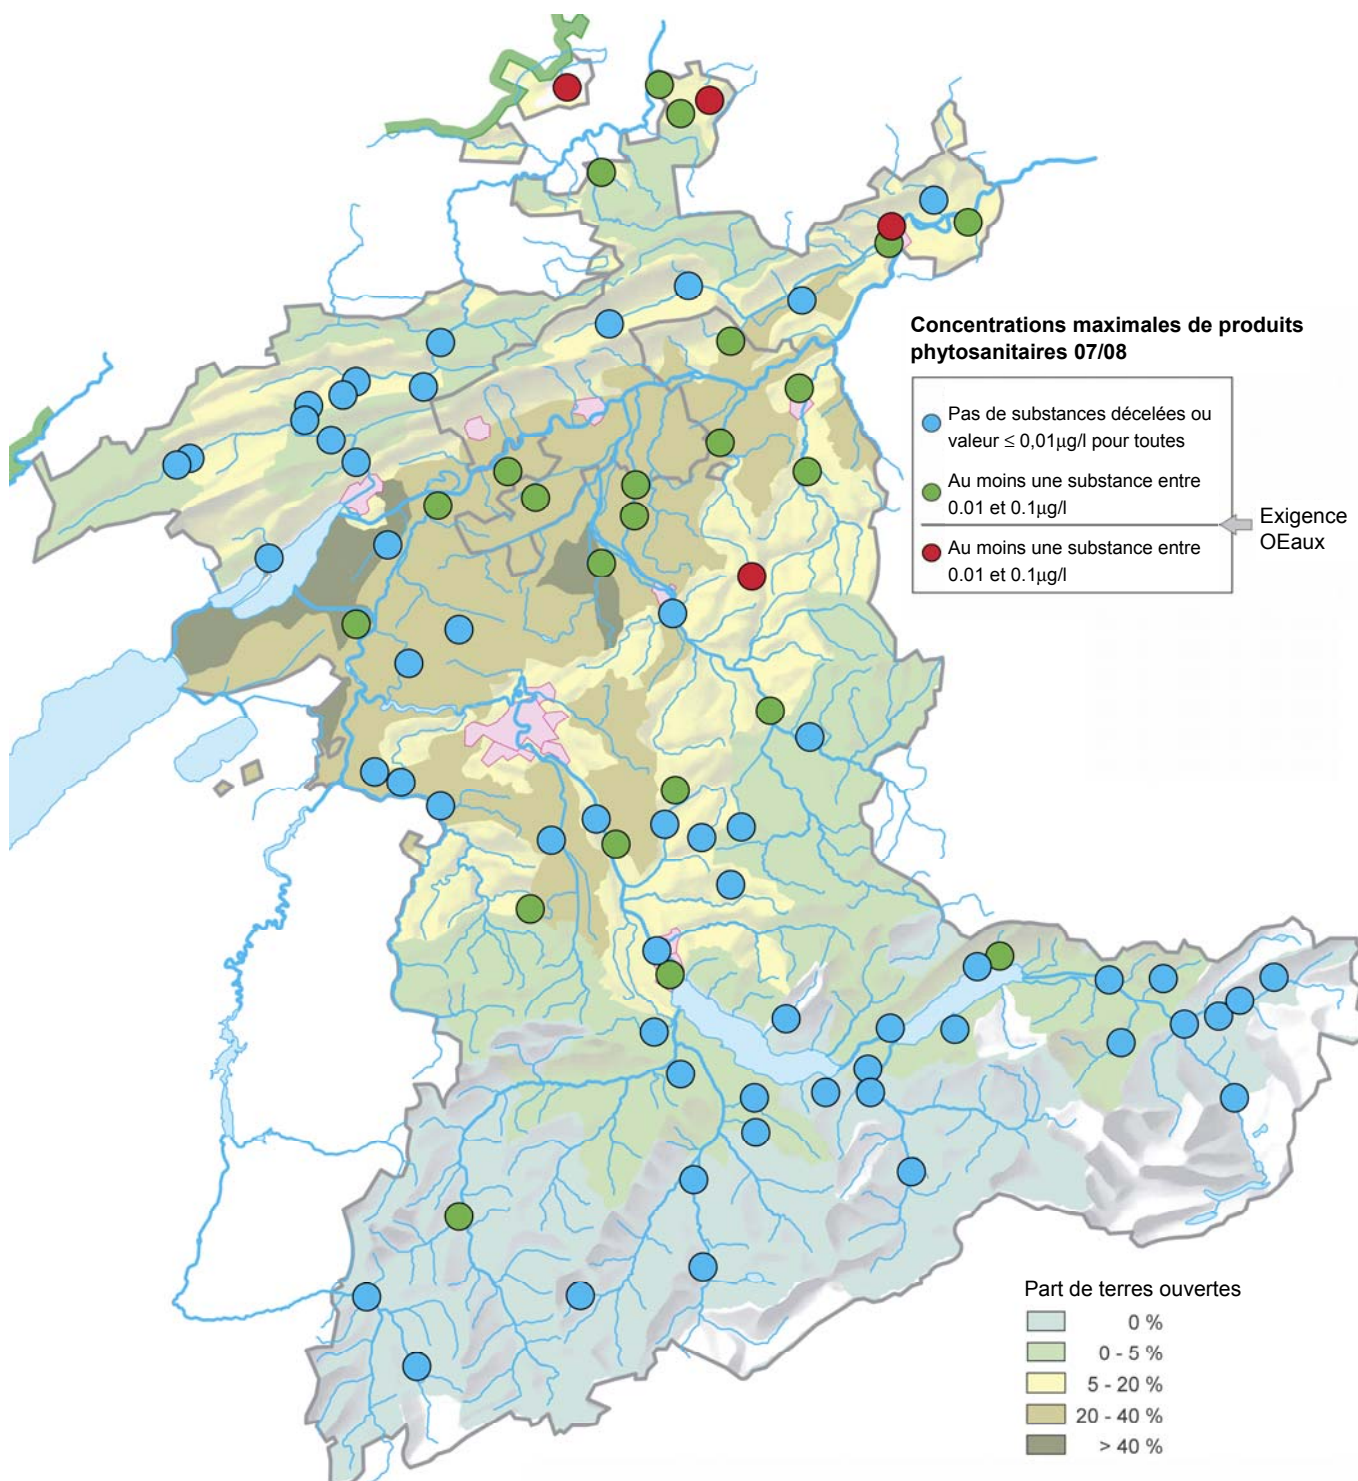 Concentrations maximales de produits
phytosanitaires 07/08
Pas de substances décelées ou
valeur ≤ 0,01µg/l pour toutes
Au moins une substance entre
0.01 et 0.1µg/l
Exigence
OEaux
Au moins une substance entre
0.01 et 0.1µg/l
Part de terres ouvertes
0 %
0 - 5 %
5 - 20 %
20 - 40 %
> 40 %